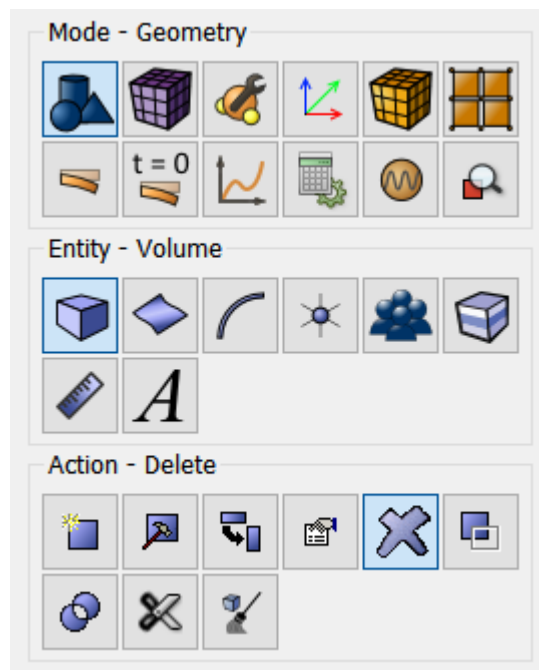 Mode - Geometry
t = 0
Entity - Volume
A
Action - Delete